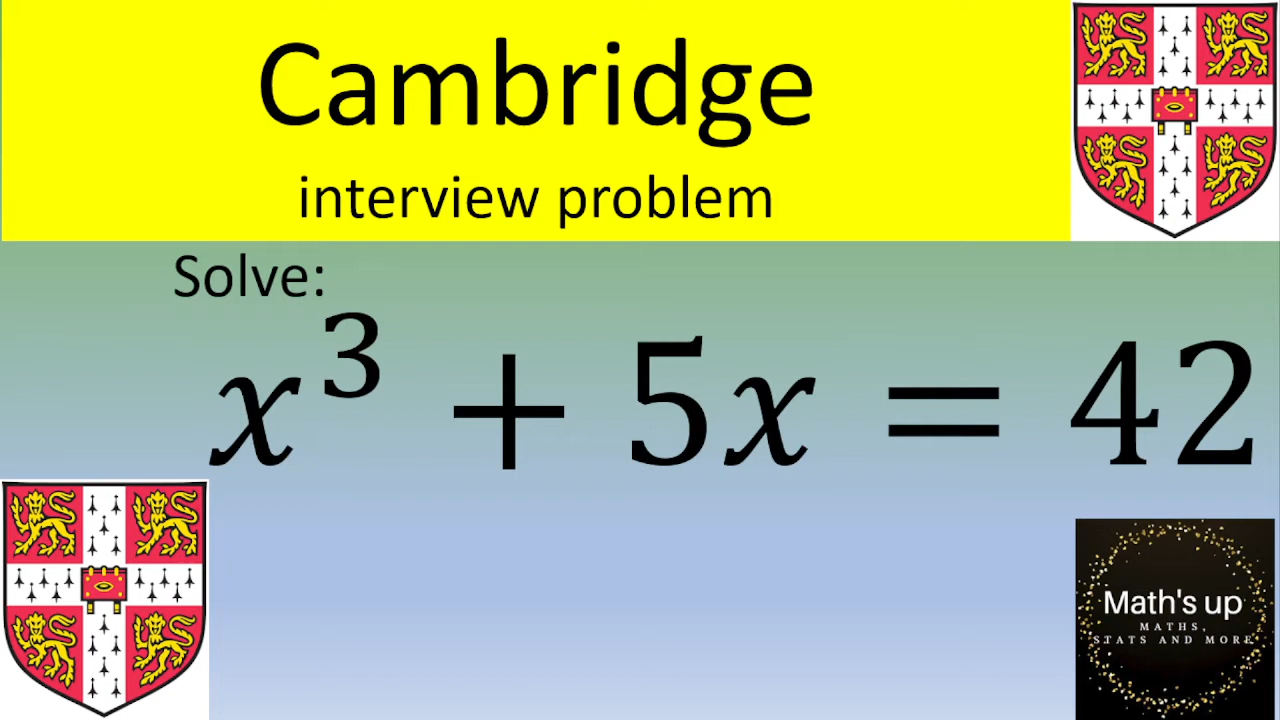 Cambridge
interview problem
Solve:
x³ + 5x = 42
Math's up
MATHS,
STATS AND MORE